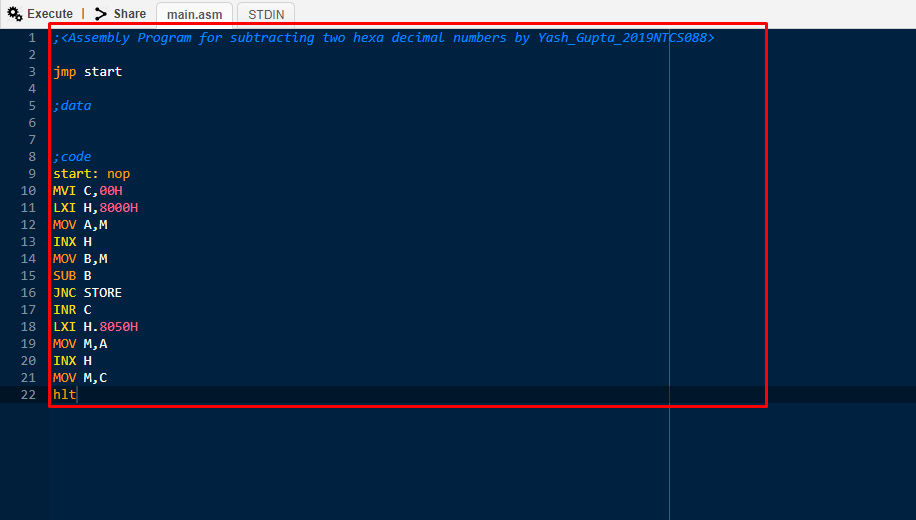 Execute | Share main.asm STDIN
1 ;<Assembly Program for subtracting two hexa decimal numbers by Yash_Gupta_2019NTCS088>
2
3 jmp start
4
5 ;data
6
7
8 ;code
9 start: nop
10 MVI C,00H
11 LXI H,8000H
12 MOV A,M
13 INX H
14 MOV B,M
15 SUB B
16 JNC STORE
17 INR C
18 LXI H.8050H
19 MOV M,A
20 INX H
21 MOV M,C
22 hlt